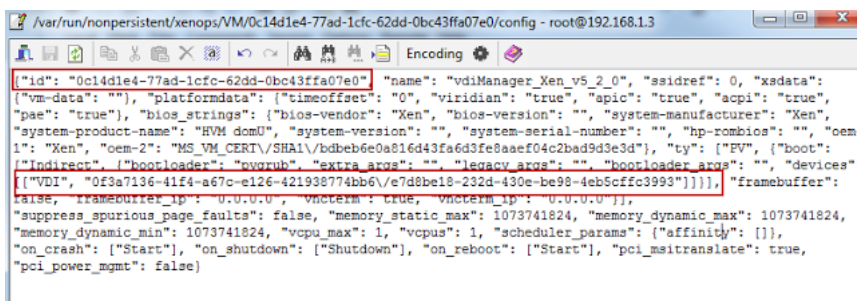 /var/run/nonpersistent/xenops/VM/0c14d1e4-77ad-1cfc-62dd-0bc43ffa07e0/config - root@192.168.1.3
Encoding
{"id": "0c14d1e4-77ad-1cfc-62dd-0bc43ffa07e0", "name": "vdiManager_Xen_v5_2_0", "ssidref": 0, "xsdata":
{"vm-data": ""}, "platformdata": {"timeoffset": "0", "viridian": "true", "apic": "true", "acpi": "true",
"pae": "true"}, "bios_strings": {"bios-vendor": "Xen", "bios-version": "", "system-manufacturer": "Xen",
"system-product-name": "HVM domU", "system-version": "", "system-serial-number": "", "hp-rombios": "", "oem-
1": "Xen", "oem-2": "MS_VM_CERT\/SHA1\/bdbeb6e0a816d43fa6d3fe8aaef04c2bad9d3e3d"}, "ty": ["PV", {"boot":
["Indirect", {"bootloader": "pygrub", "extra_args": "", "legacy_args": "", "bootloader_args": "", "devices":
[["VDI", "0f3a7136-41f4-a67c-e126-421938774bb6\/e7d8be18-232d-430e-be98-4eb5cffc3993"]]}], "framebuffer":
false, "framebuffer_ip": "0.0.0.0", "vncterm": true, "vncterm_ip": "0.0.0.0"}],
"suppress_spurious_page_faults": false, "memory_static_max": 1073741824, "memory_dynamic_max": 1073741824,
"memory_dynamic_min": 1073741824, "vcpu_max": 1, "vcpus": 1, "scheduler_params": {"affinity": []},
"on_crash": ["Start"], "on_shutdown": ["Shutdown"], "on_reboot": ["Start"], "pci_msitranslate": true,
"pci_power_mgmt": false}